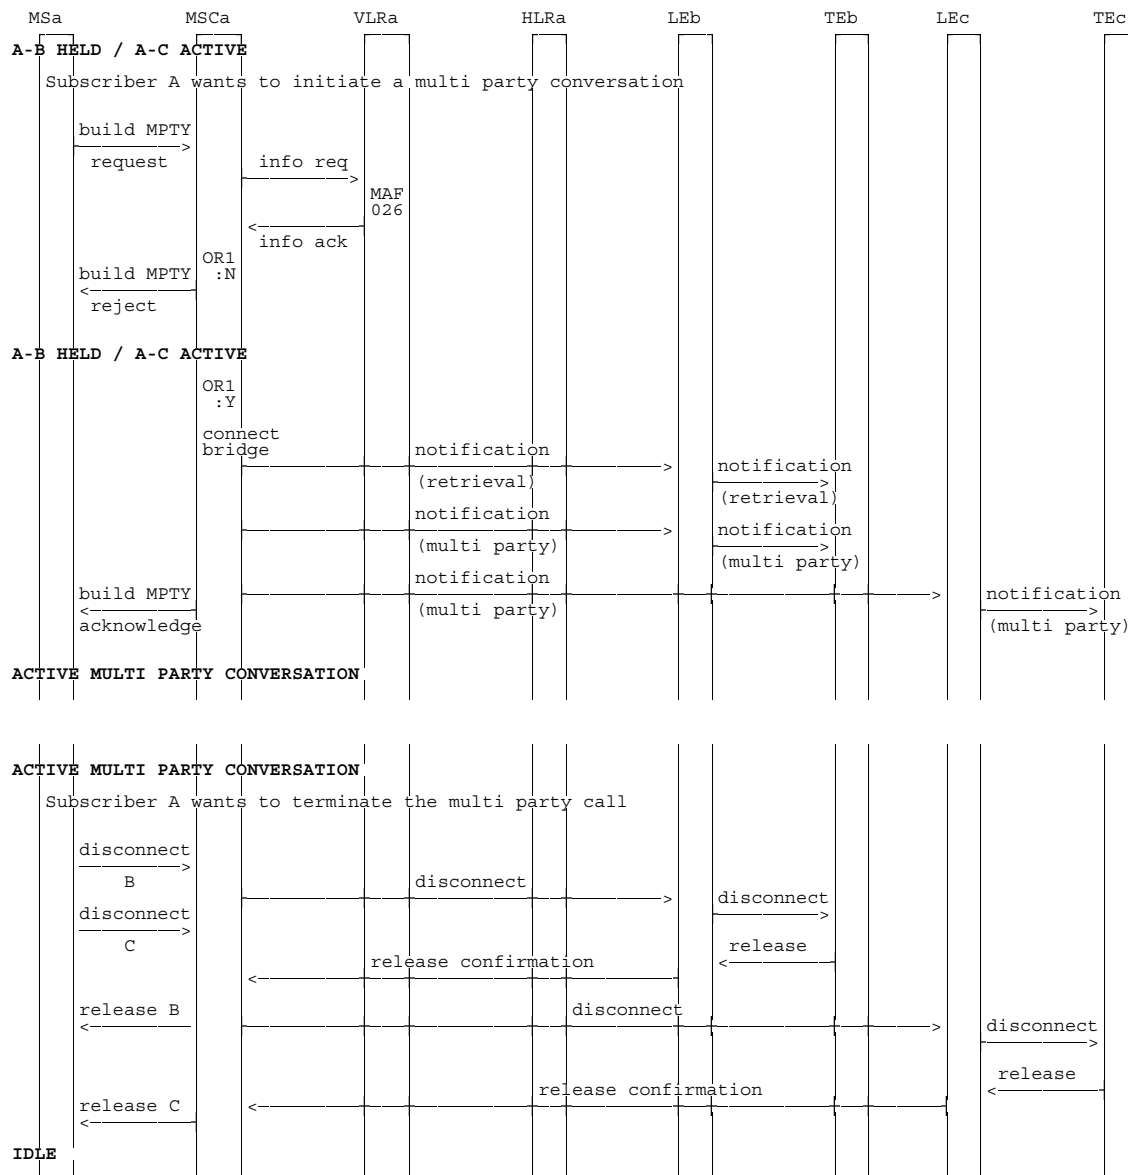 MSa MSCa VLRa HLRa LEb TEb LEc TEc
A-B HELD / A-C ACTIVE
Subscriber A wants to initiate a multi party conversation
build MPTY
request info req
MAF
026
info ack
OR1
build MPTY :N
reject
A-B HELD / A-C ACTIVE
OR1
:Y
connect
bridge notification
notification
(retrieval)
(retrieval)
notification
notification
(multi party)
(multi party)
notification
build MPTY notification
(multi party)
acknowledge (multi party)
ACTIVE MULTI PARTY CONVERSATION
ACTIVE MULTI PARTY CONVERSATION
Subscriber A wants to terminate the multi party call
disconnect
B disconnect
disconnect
disconnect
C release
release confirmation
release B disconnect
disconnect
release
release confirmation
release C
IDLE